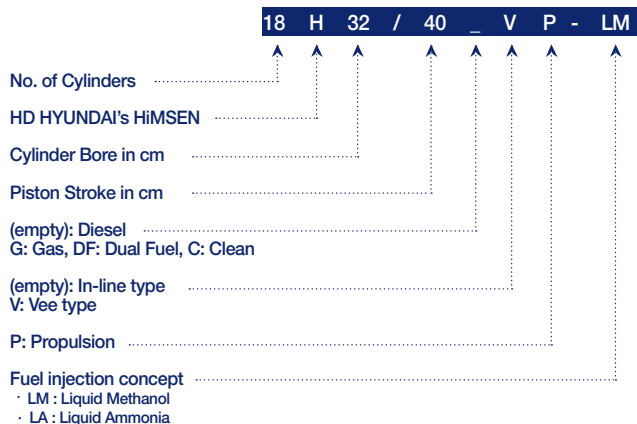 18 H 32 / 40 _ V P - LM
No. of Cylinders
HD HYUNDAI's HiMSEN
Cylinder Bore in cm
Piston Stroke in cm
(empty): Diesel
G: Gas, DF: Dual Fuel, C: Clean
(empty): In-line type
V: Vee type
P: Propulsion
Fuel injection concept
· LM : Liquid Methanol
· LA : Liquid Ammonia